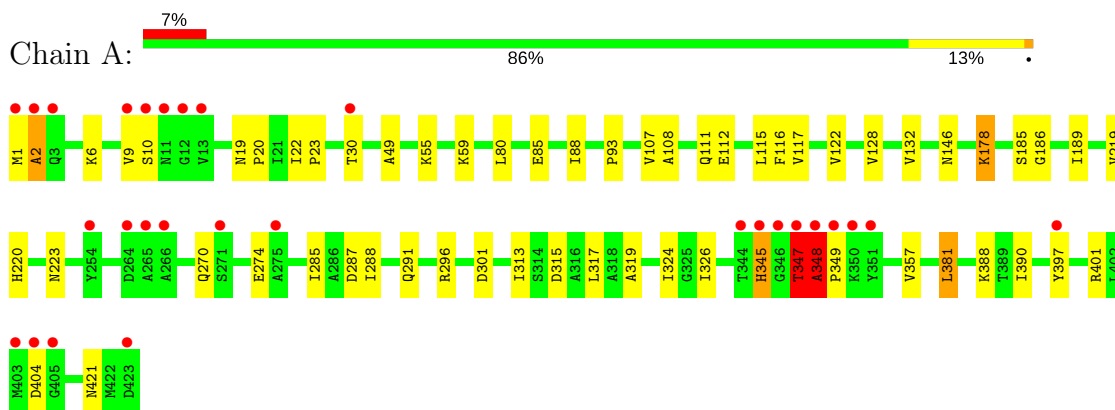 7%
Chain A:
86% 13% •
M1 A2 Q3 K6 V9 S10 N11 G12 V13 N19 P20 I21 I22 P23 T30 A49 K55 K59 L80 E85 I88 P93 V107 A108 Q111 E112 L115 F116 V117 V122 V128 V132 N146 K178 S185 G186 I189
H220 N223 Y254 D264 A265 A266 Q270 S271 E274 A275 I285 A286 D287 I288 Q291 R296 D301 I313 S314 D315 A316 L317 A318 A319 I324 G325 I326 T344 H345 G346 T347 A348 P349 K350 Y351 V357 L381 K388 T389 I390 Y397 R401
M403 D404 G405 N421 M422 D423